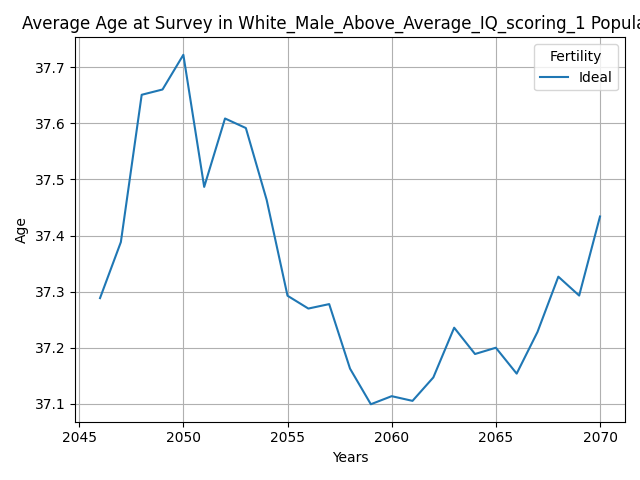 Average Age at Survey in White_Male_Above_Average_IQ_scoring_1 Popula
37.7
37.6
37.5
37.4
37.3
37.2
37.1
Age
Fertility
Ideal
2045 2050 2055 2060 2065 2070
Years